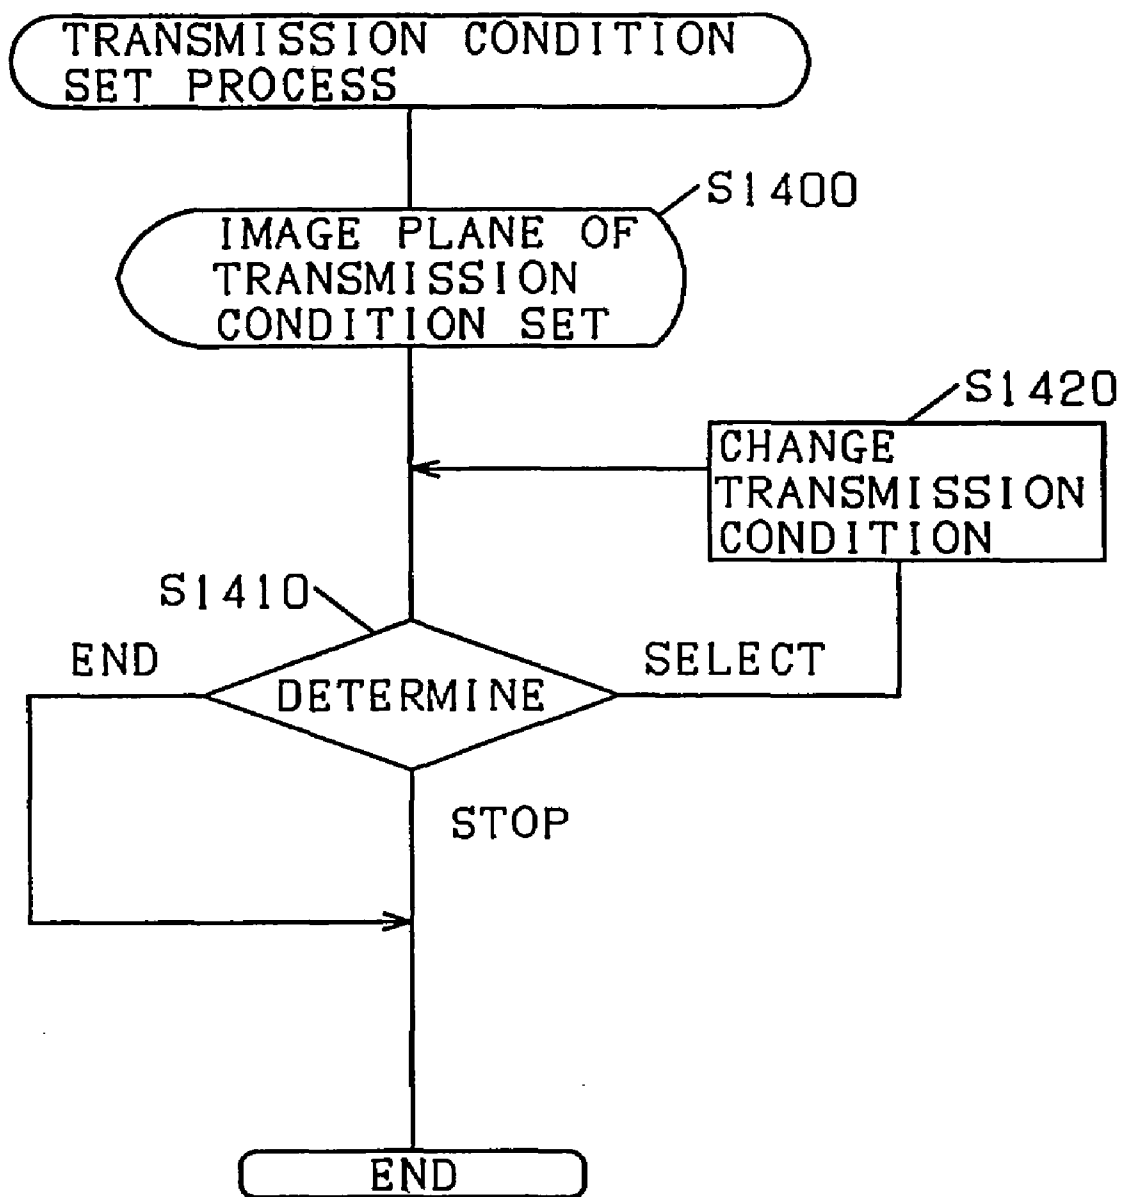 TRANSMISSION CONDITION
SET PROCESS
S1400
IMAGE PLANE OF
TRANSMISSION
CONDITION SET
S1420
CHANGE
TRANSMISSION
CONDITION
S1410
END
DETERMINE
SELECT
STOP
END